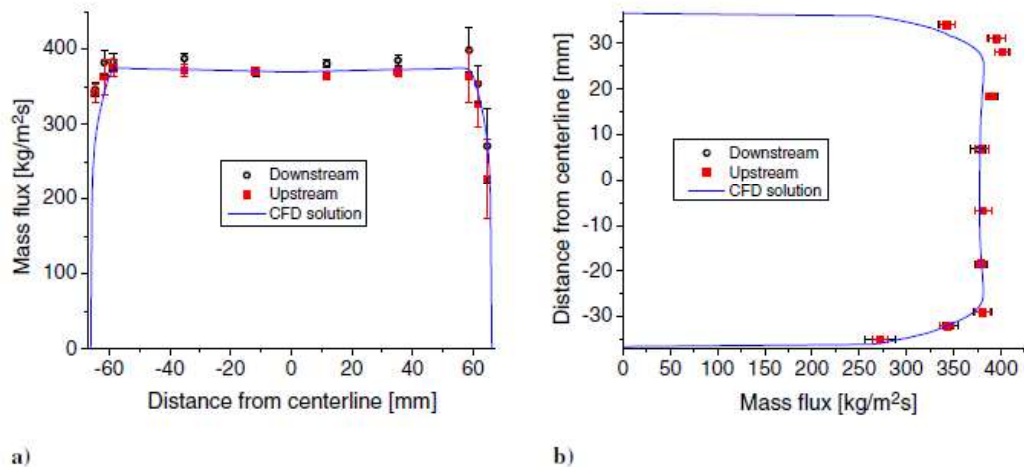 400
300
200
100
0
Mass flux [kg/m²s]
Downstream
Upstream
CFD solution
-60 -40 -20 0 20 40 60
Distance from centerline [mm]
a)
30
20
10
0
-10
-20
-30
Distance from centerline [mm]
Downstream
Upstream
CFD solution
0 50 100 150 200 250 300 350 400
Mass flux [kg/m²s]
b)